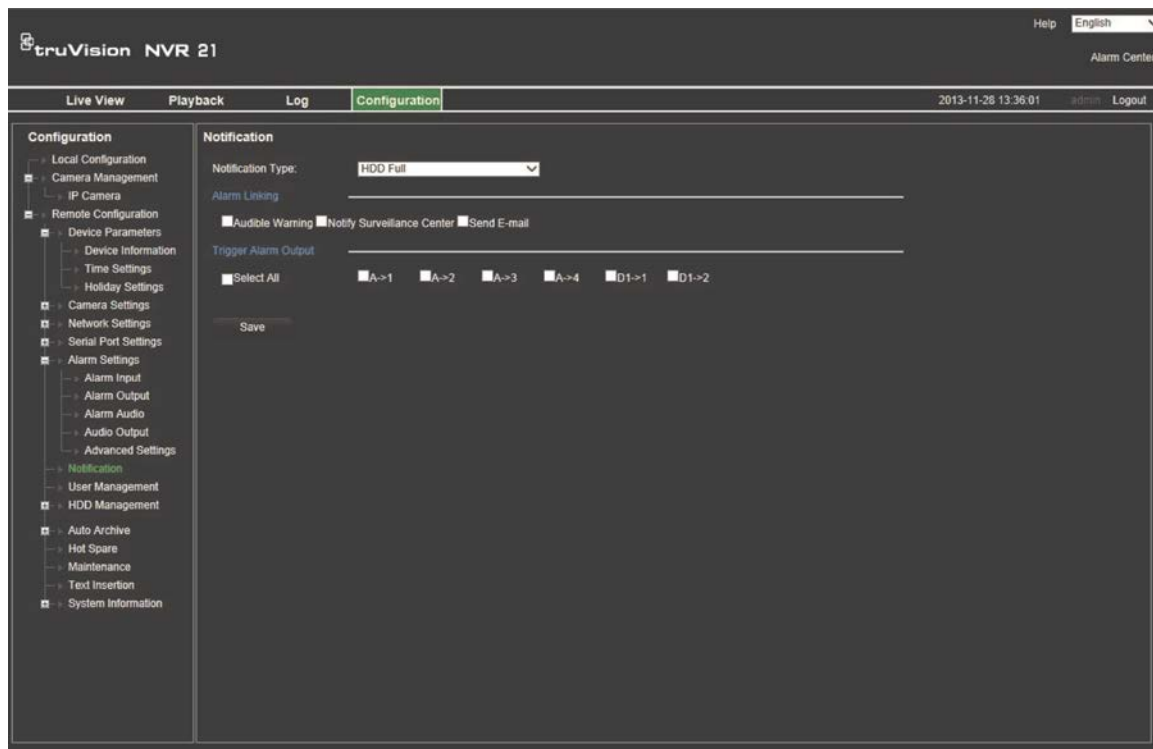 Help English
truVision NVR 21
Alarm Center
Live View Playback Log Configuration 2013-11-26 13:36:01 admin Logout
Configuration
Local Configuration
Camera Management
IP Camera
Remote Configuration
Device Parameters
Device Information
Time Settings
Holiday Settings
Camera Settings
Network Settings
Serial Port Settings
Alarm Settings
Alarm Input
Alarm Output
Alarm Audio
Audio Output
Advanced Settings
Notification
User Management
HDD Management
Auto Archive
Hot Spare
Maintenance
Text Insertion
System Information
Notification
Notification Type: HDD Full
Alarm Linking
Audible Warning Notify Surveillance Center Send E-mail
Trigger Alarm Output
Select All A->1 A->2 A->3 A->4 D1->1 D1->2
Save